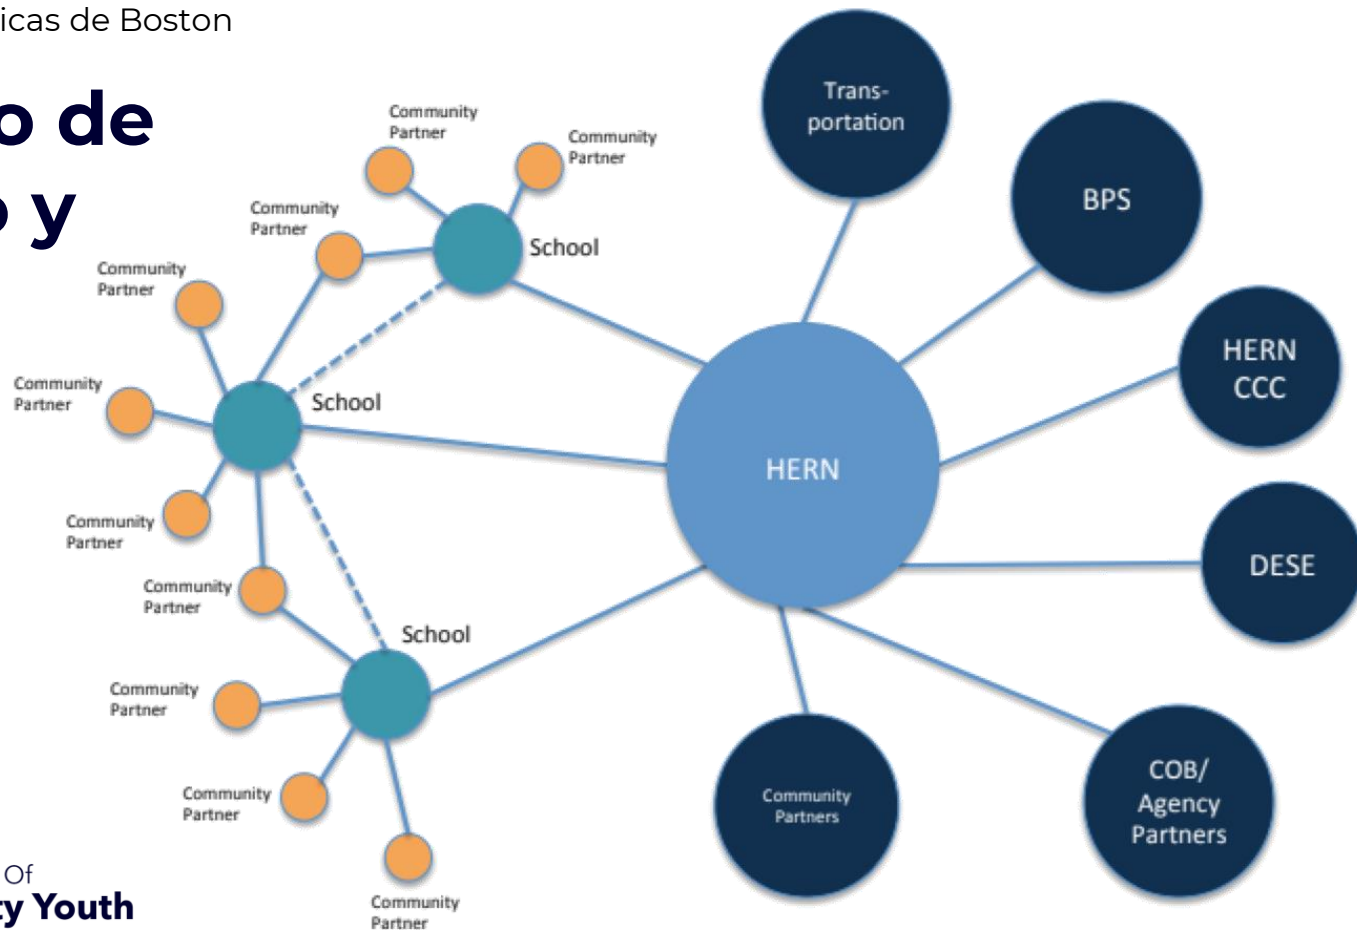 icas de Boston
o de
o y
Community
Partner
Community
Partner
Community
Partner
School
Community
Partner
Community
Partner
School
Community
Partner
Community
Partner
School
Community
Partner
Community
Partner
Community
Partner
Trans-
portation
BPS
HERN
CCC
HERN
DESE
COB/
Agency
Partners
Community
Partners
Of
ty Youth